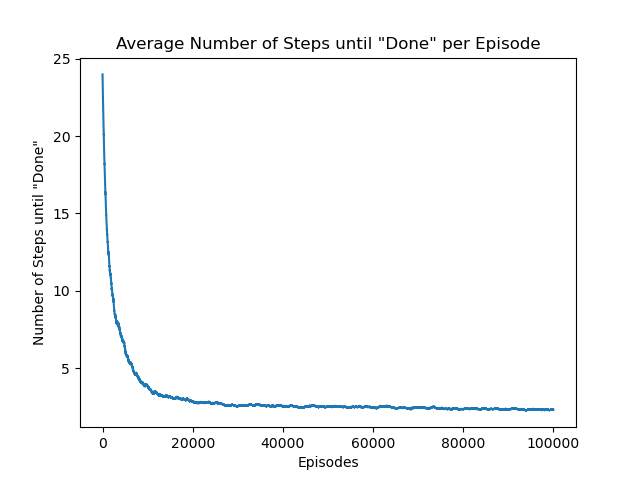 Average Number of Steps until "Done" per Episode
25
20
15
10
5
Number of Steps until "Done"
0 20000 40000 60000 80000 100000
Episodes